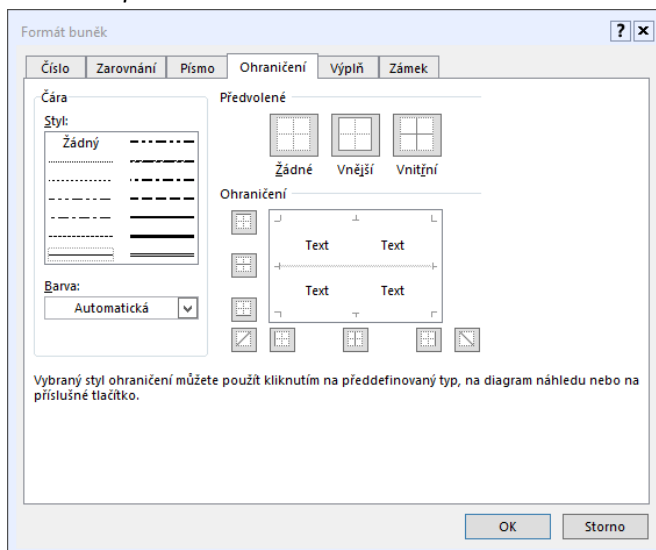 Formát buněk
? ×
Číslo Zarovnání Písmo Ohraničení Výplň Zámek
Čára
Styl:
Žádný
Barva:
Automatická
Předvolené
Žádné Vnější Vnitřní
Ohraničení
Text Text
Text Text
Vybraný styl ohraničení můžete použít kliknutím na předdefinovaný typ, na diagram náhledu nebo na
příslušné tlačítko.
OK Storno